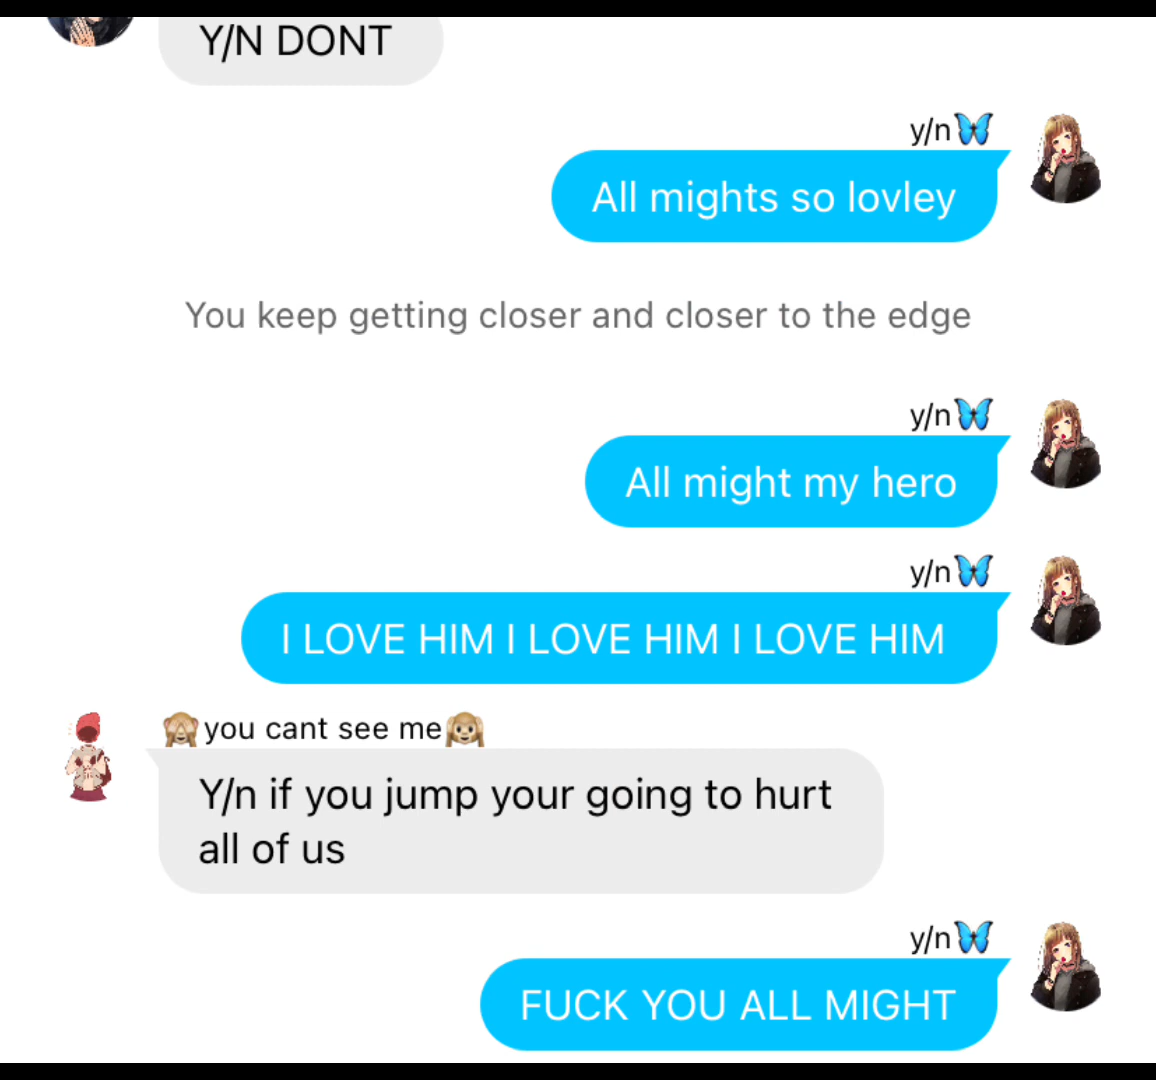 Y/N DONT
y/n🦋
All mights so lovley
You keep getting closer and closer to the edge
y/n🦋
All might my hero
y/n🦋
I LOVE HIM I LOVE HIM I LOVE HIM
🙈you cant see me🙉
Y/n if you jump your going to hurt
all of us
y/n🦋
FUCK YOU ALL MIGHT